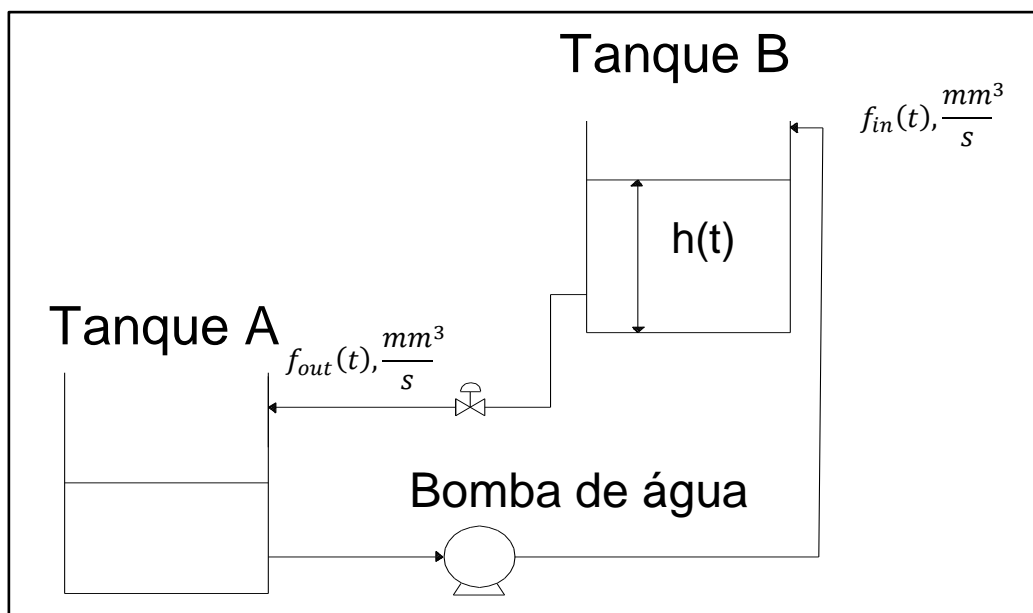 Tanque B
f_in(t), mm³/s
h(t)
Tanque A
f_out(t), mm³/s
Bomba de água